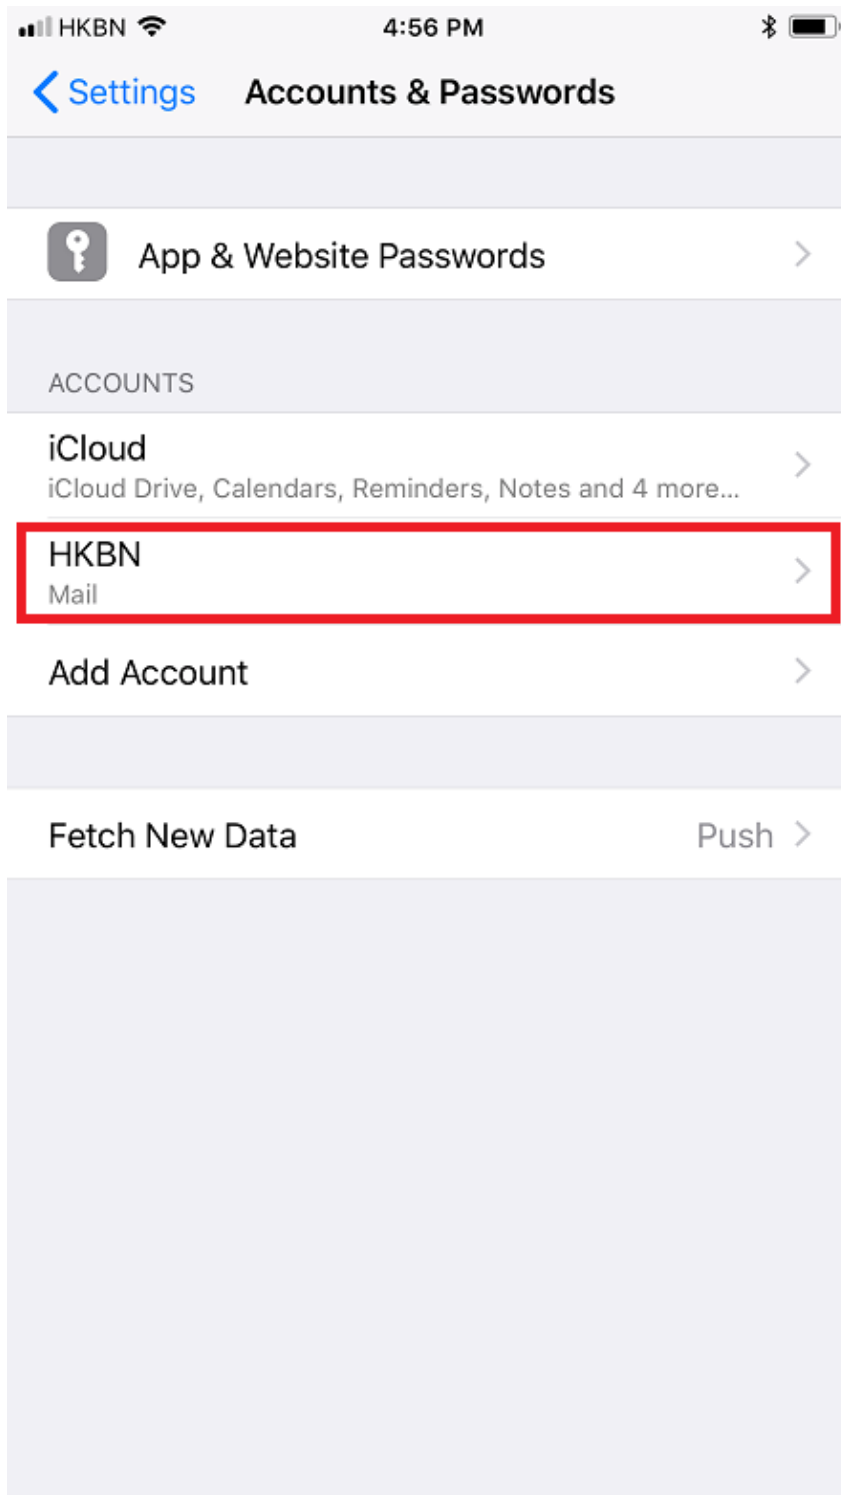 HKBN 4:56 PM
Settings Accounts & Passwords
App & Website Passwords
ACCOUNTS
iCloud
iCloud Drive, Calendars, Reminders, Notes and 4 more...
HKBN
Mail
Add Account
Fetch New Data Push